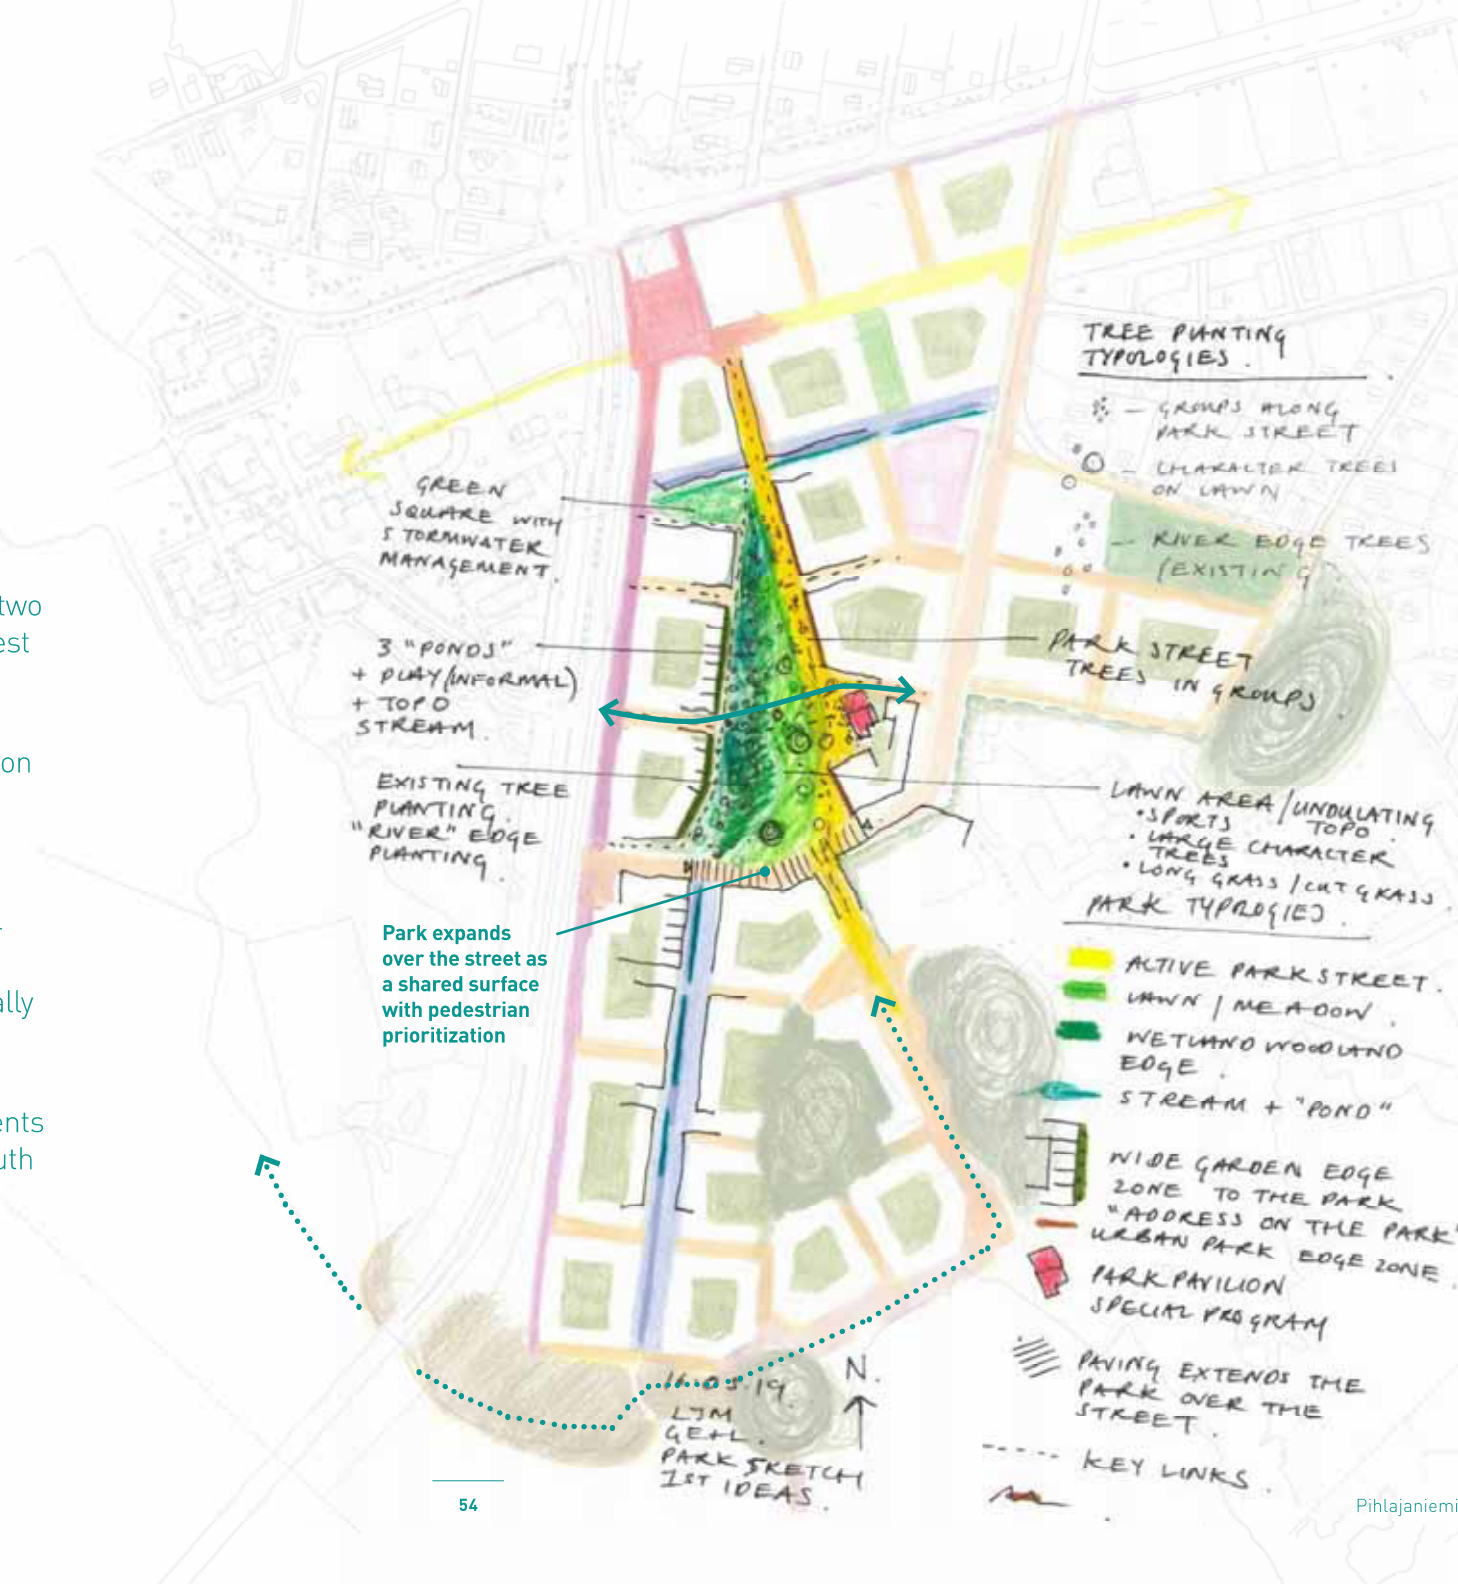 two
est
on
ally
ents
uth
GREEN
SQUARE WITH
STORMWATER
MANAGEMENT.
3 "PONDS"
+ PLAY (INFORMAL)
+ TOPO
STREAM.
EXISTING TREE
PLANTING.
"RIVER" EDGE
PLANTING.
Park expands
over the street as
a shared surface
with pedestrian
prioritization
TREE PLANTING
TYPOLOGIES.
- GROUPS ALONG
PARK STREET
- CHARACTER TREES
ON LAWN
- RIVER EDGE TREES
(EXISTING
PARK STREET
TREES IN GROUPS.
LAWN AREA / UNDULATING
TOPO.
• SPORTS
• LARGE CHARACTER
TREES
• LONG GRASS / CUT GRASS.
PARK TYPOLOGIES.
ACTIVE PARK STREET.
LAWN / MEADOW.
WETLAND WOODLAND
EDGE.
STREAM + "POND"
WIDE GARDEN EDGE
ZONE TO THE PARK
"ADDRESS ON THE PARK"
URBAN PARK EDGE ZONE.
PARK PAVILION
SPECIAL PROGRAM
PAVING EXTENDS THE
PARK OVER THE
STREET.
KEY LINKS.
N.
16.05.19
LJM
GEHL.
PARK SKETCH
1ST IDEAS.
54
Pihlajaniemi